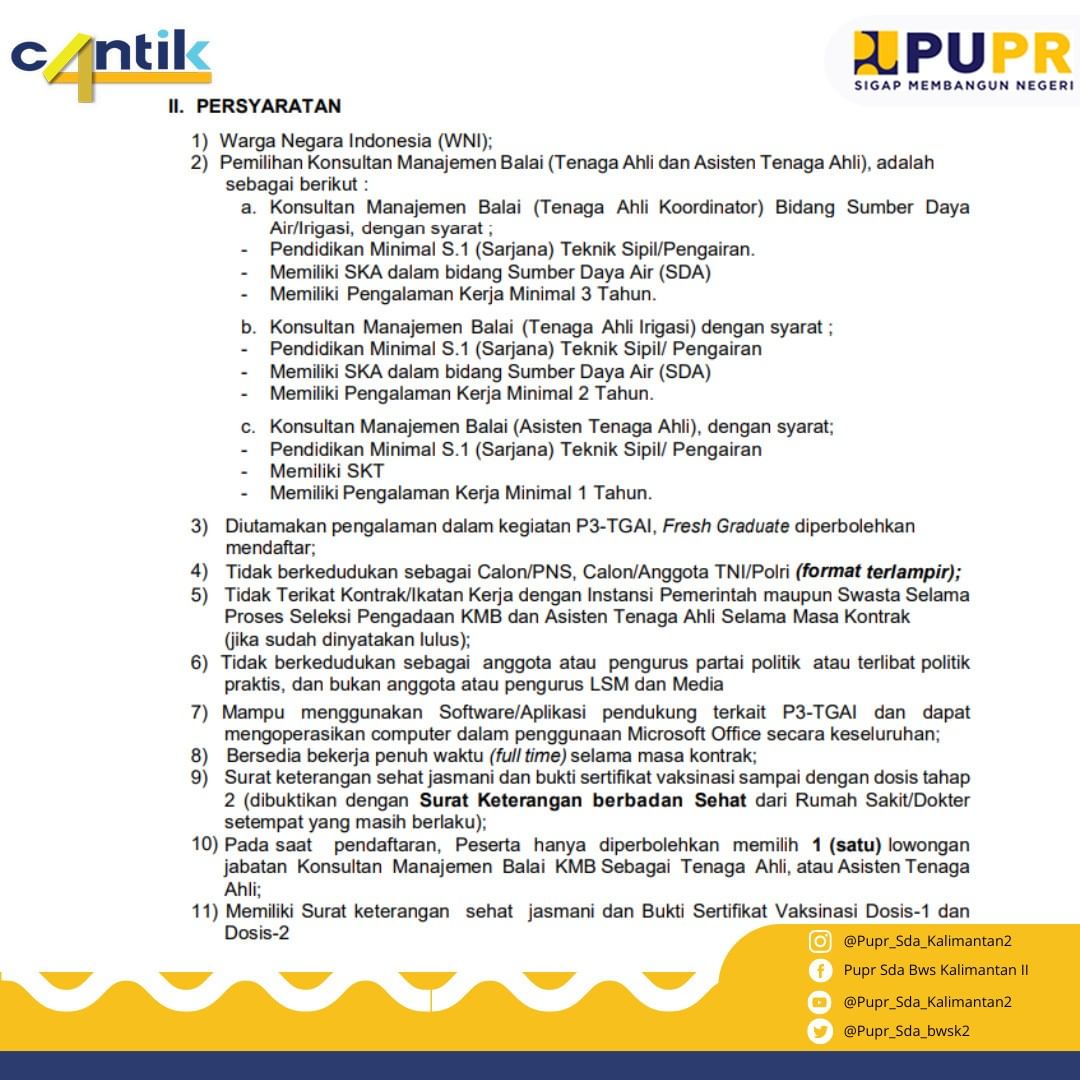 c4ntik
PUPR
SIGAP MEMBANGUN NEGERI
II. PERSYARATAN
1) Warga Negara Indonesia (WNI);
2) Pemilihan Konsultan Manajemen Balai (Tenaga Ahli dan Asisten Tenaga Ahli), adalah
sebagai berikut :
a. Konsultan Manajemen Balai (Tenaga Ahli Koordinator) Bidang Sumber Daya
Air/Irigasi, dengan syarat ;
- Pendidikan Minimal S.1 (Sarjana) Teknik Sipil/Pengairan.
- Memiliki SKA dalam bidang Sumber Daya Air (SDA)
- Memiliki Pengalaman Kerja Minimal 3 Tahun.
b. Konsultan Manajemen Balai (Tenaga Ahli Irigasi) dengan syarat ;
- Pendidikan Minimal S.1 (Sarjana) Teknik Sipil/ Pengairan
- Memiliki SKA dalam bidang Sumber Daya Air (SDA)
- Memiliki Pengalaman Kerja Minimal 2 Tahun.
c. Konsultan Manajemen Balai (Asisten Tenaga Ahli), dengan syarat;
- Pendidikan Minimal S.1 (Sarjana) Teknik Sipil/ Pengairan
- Memiliki SKT
- Memiliki Pengalaman Kerja Minimal 1 Tahun.
3) Diutamakan pengalaman dalam kegiatan P3-TGAI, Fresh Graduate diperbolehkan
mendaftar;
4) Tidak berkedudukan sebagai Calon/PNS, Calon/Anggota TNI/Polri (format terlampir);
5) Tidak Terikat Kontrak/Ikatan Kerja dengan Instansi Pemerintah maupun Swasta Selama
Proses Seleksi Pengadaan KMB dan Asisten Tenaga Ahli Selama Masa Kontrak
(jika sudah dinyatakan lulus);
6) Tidak berkedudukan sebagai anggota atau pengurus partai politik atau terlibat politik
praktis, dan bukan anggota atau pengurus LSM dan Media
7) Mampu menggunakan Software/Aplikasi pendukung terkait P3-TGAI dan dapat
mengoperasikan computer dalam penggunaan Microsoft Office secara keseluruhan;
8) Bersedia bekerja penuh waktu (full time) selama masa kontrak;
9) Surat keterangan sehat jasmani dan bukti sertifikat vaksinasi sampai dengan dosis tahap
2 (dibuktikan dengan Surat Keterangan berbadan Sehat dari Rumah Sakit/Dokter
setempat yang masih berlaku);
10) Pada saat pendaftaran, Peserta hanya diperbolehkan memilih 1 (satu) lowongan
jabatan Konsultan Manajemen Balai KMB Sebagai Tenaga Ahli, atau Asisten Tenaga
Ahli;
11) Memiliki Surat keterangan sehat jasmani dan Bukti Sertifikat Vaksinasi Dosis-1 dan
Dosis-2
@Pupr_Sda_Kalimantan2
Pupr Sda Bws Kalimantan II
@Pupr_Sda_Kalimantan2
@Pupr_Sda_bwsk2